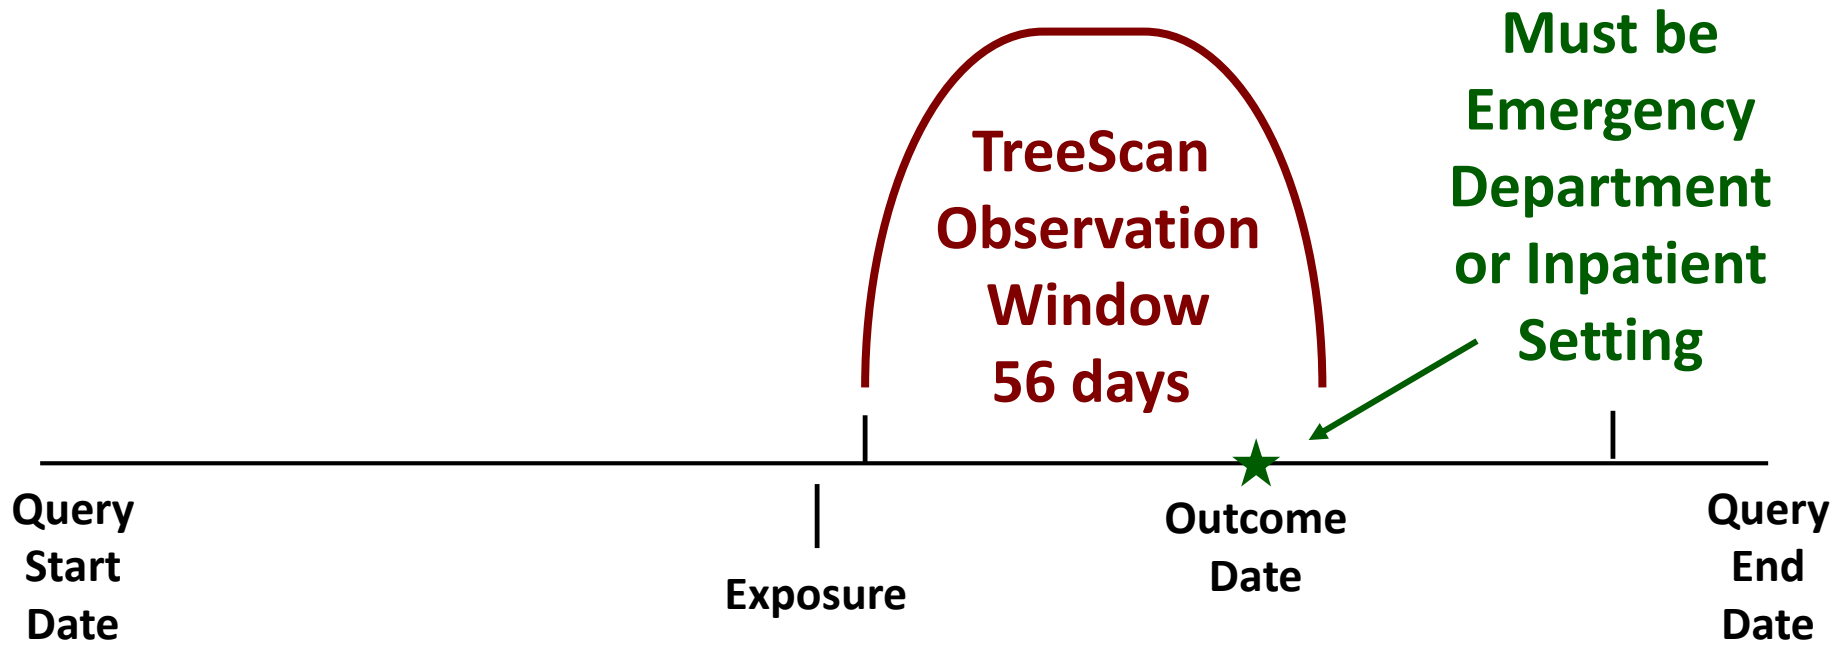 TreeScan
Observation
Window
56 days
Must be
Emergency
Department
or Inpatient
Setting
Query
Start
Date
Exposure
Outcome
Date
Query
End
Date